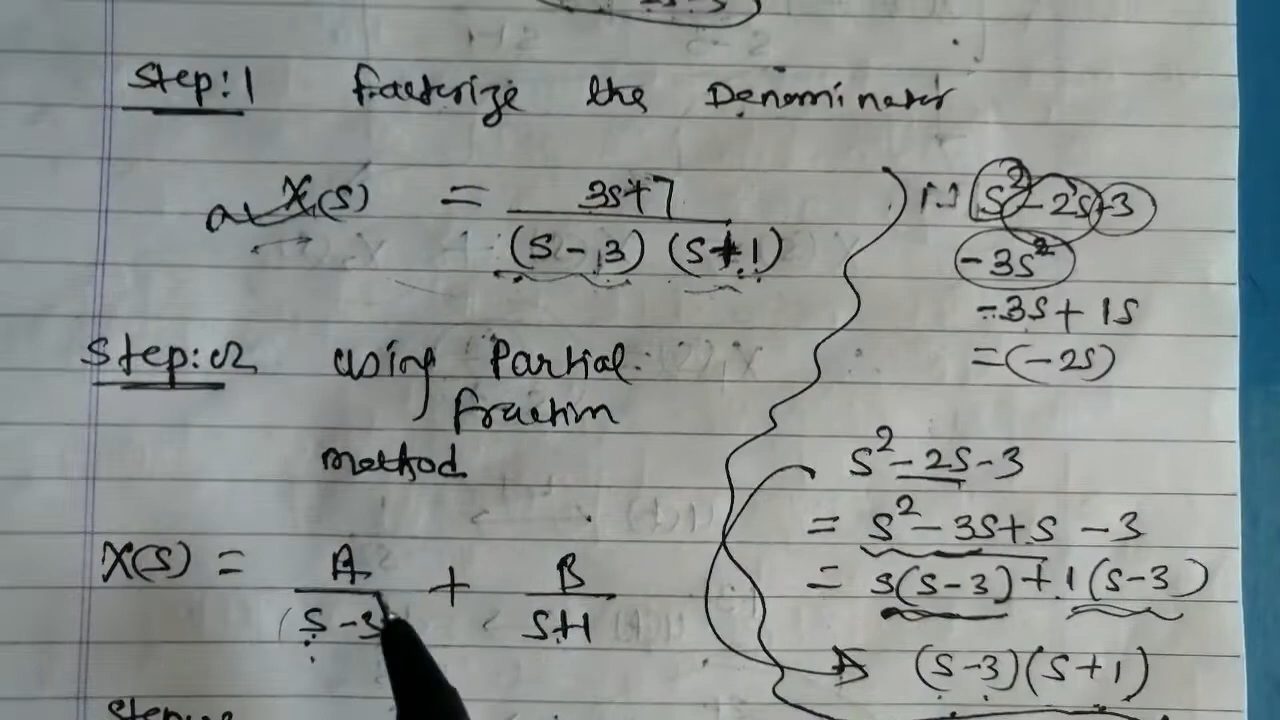 Step:1 Factorize the Denominator
X(s) = 3s+7
(s-3) (s+1)
Step:02 using Partial
fraction
method
X(s) = A/(s-3) + B/s+1
s²-2s-3
-3s²
-3s+1s
=(-2s)
s²-2s-3
= s²-3s+s-3
= s(s-3)+1(s-3)
(s-3)(s+1)